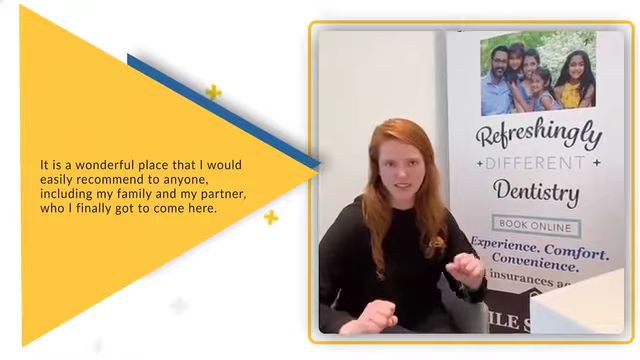 It is a wonderful place that I would
easily recommend to anyone,
including my family and my partner,
who I finally got to come here.
Refreshingly
DIFFERENT
Dentistry
BOOK ONLINE
Experience. Comfort.
Convenience.
insurances